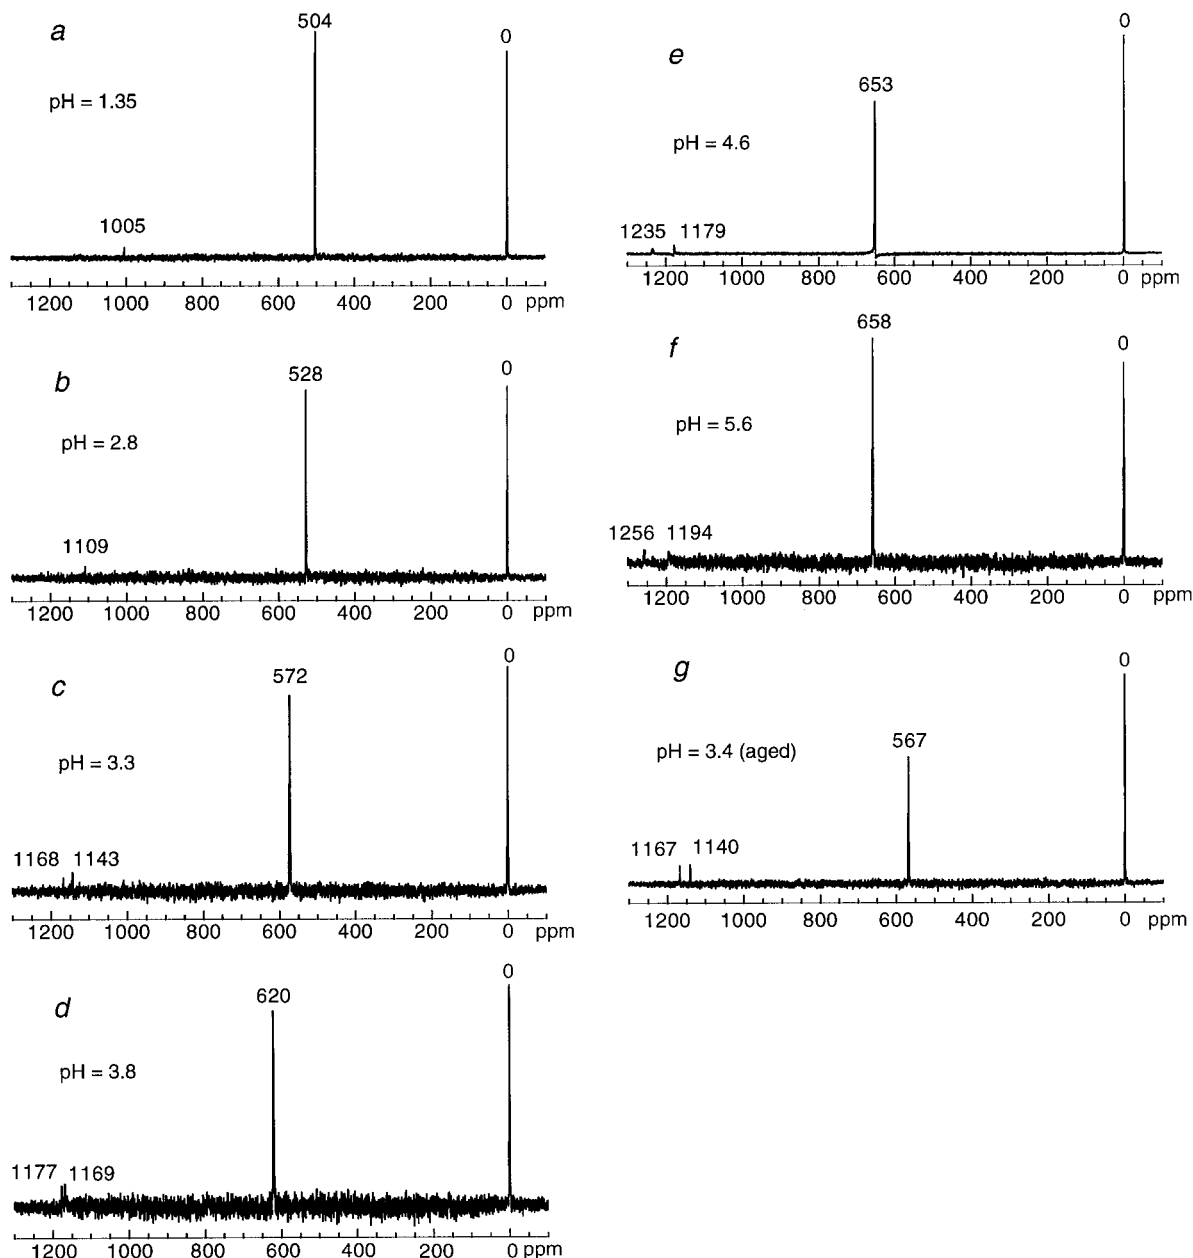 a
504
0
pH = 1.35
1005
1200 1000 800 600 400 200 0 ppm
b
528
0
pH = 2.8
1109
1200 1000 800 600 400 200 0 ppm
c
572
0
pH = 3.3
1168 1143
1200 1000 800 600 400 200 0 ppm
d
620
0
pH = 3.8
1177 1169
1200 1000 800 600 400 200 0 ppm
e
653
0
pH = 4.6
1235 1179
1200 1000 800 600 400 200 0 ppm
f
658
0
pH = 5.6
1256 1194
1200 1000 800 600 400 200 0 ppm
g
567
0
pH = 3.4 (aged)
1167 1140
1200 1000 800 600 400 200 0 ppm